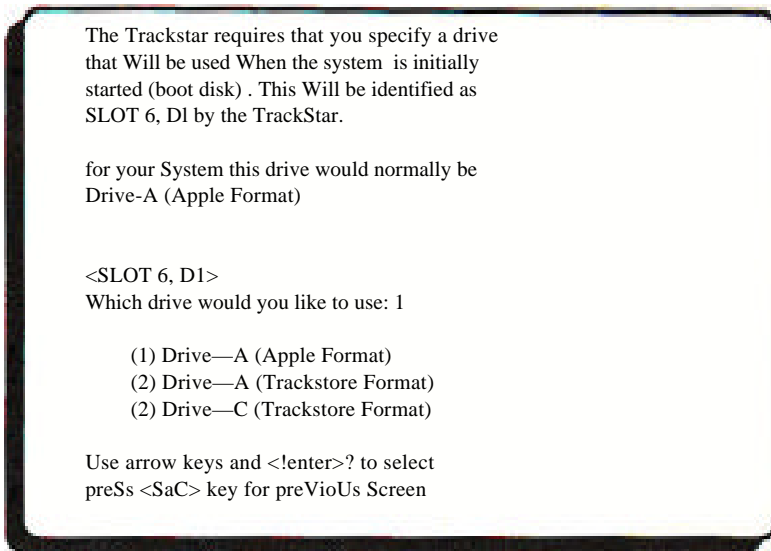 The Trackstar requires that you specify a drive
that Will be used When the system is initially
started (boot disk) . This Will be identified as
SLOT 6, Dl by the TrackStar.
for your System this drive would normally be
Drive-A (Apple Format)
<SLOT 6, D1>
Which drive would you like to use: 1
(1) Drive—A (Apple Format)
(2) Drive—A (Trackstore Format)
(2) Drive—C (Trackstore Format)
Use arrow keys and <!enter>? to select
preSs <SaC> key for preVioUs Screen